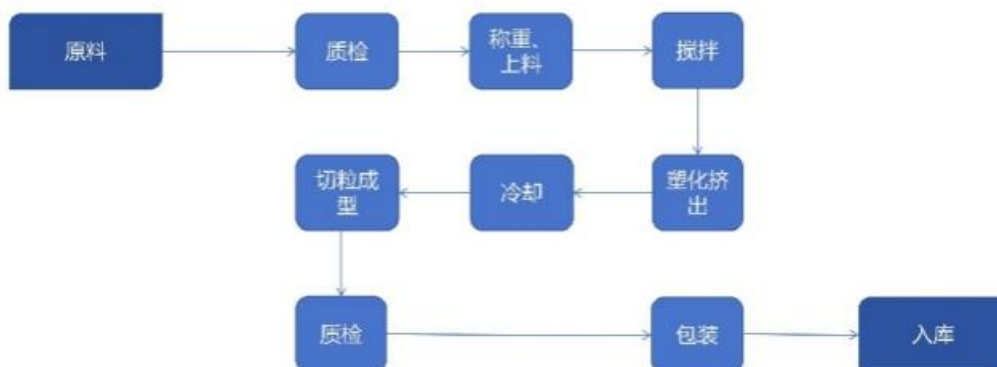 原料
质检
称重、
上料
搅拌
塑化挤
出
冷却
切粒成
型
质检
包装
入库